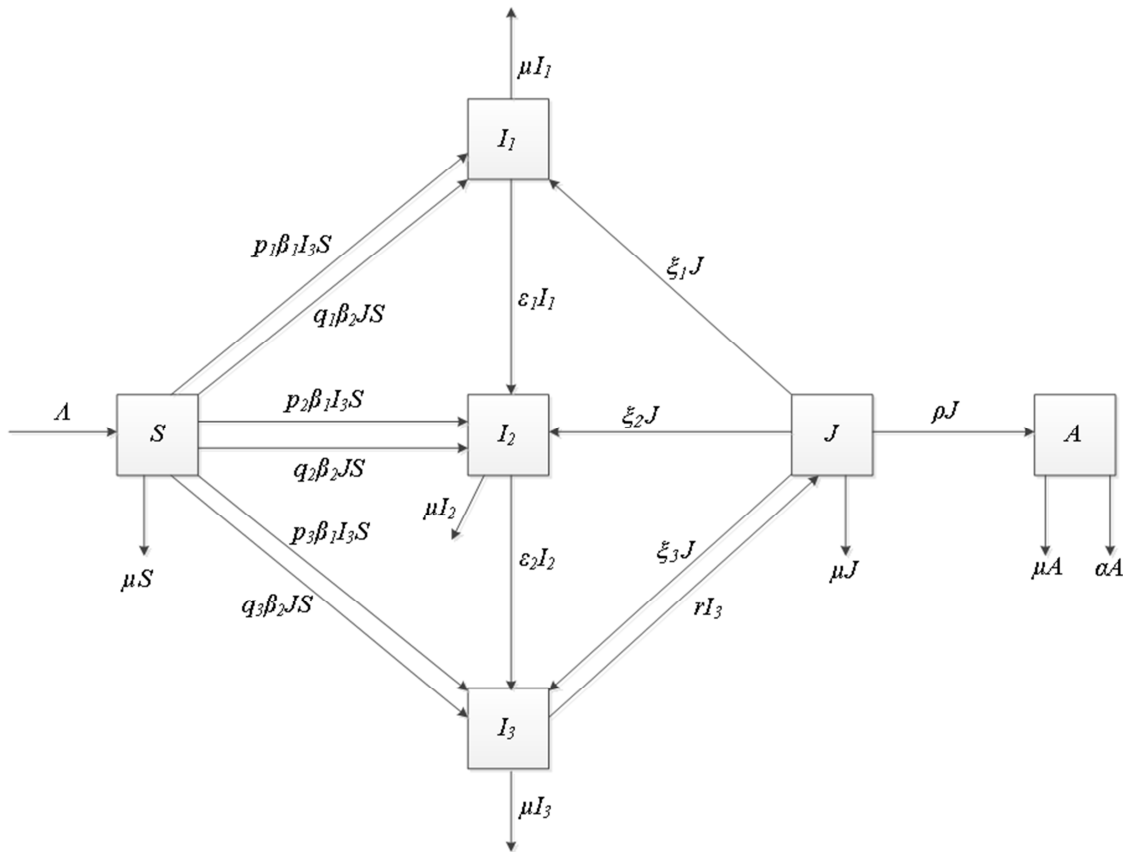 μI₁
I₁
p₁β₁I₃S
ξ₁J
ε₁I₁
q₁β₂JS
Λ
p₂β₁I₃S
ξ₂J
ρJ
S
I₂
J
A
q₂β₂JS
μI₂
p₃β₁I₃S
ε₂I₂
ξ₃J
μS
μJ
μA
αA
q₃β₂JS
rI₃
I₃
μI₃